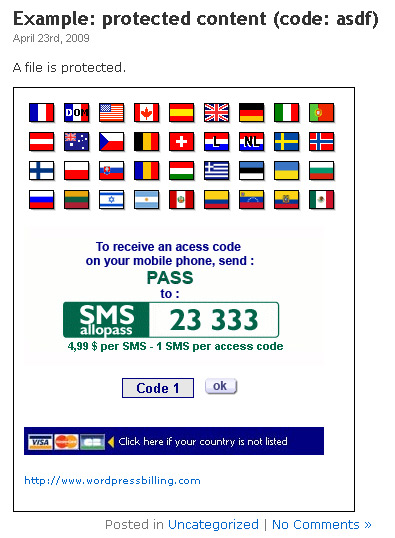 Example: protected content (code: asdf)
April 23rd, 2009
A file is protected.
DOM
L
NL
To receive an acess code
on your mobile phone, send :
PASS
to :
SMS
allopass
23 333
4,99 $ per SMS - 1 SMS per access code
Code 1
ok
VISA
Click here if your country is not listed
http://www.wordpressbilling.com
Posted in Uncategorized | No Comments »